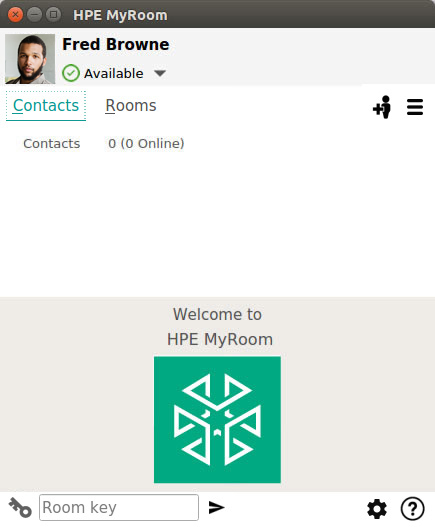 HPE MyRoom
Fred Browne
Available
Contacts Rooms
Contacts 0 (0 Online)
Welcome to
HPE MyRoom
Room key